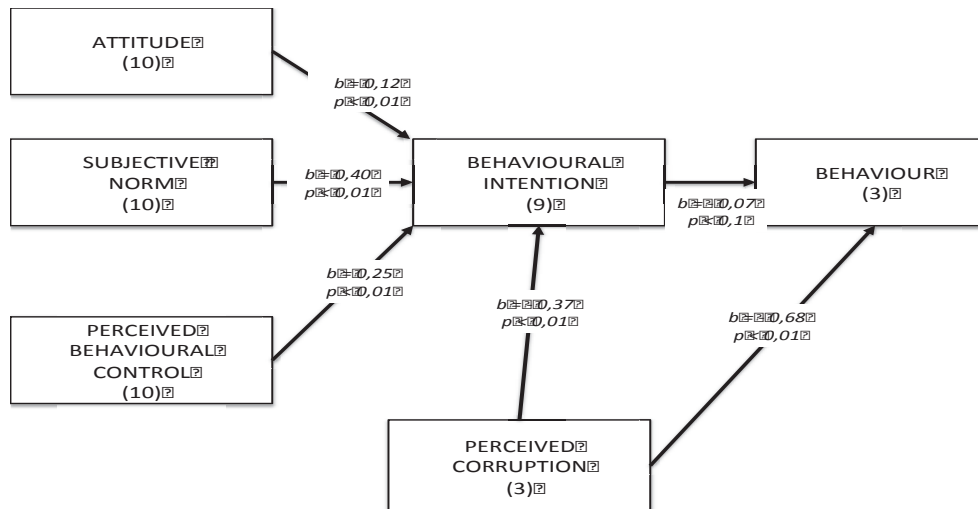 ATTITUDE
(10)
b = 0,12
p < 0,01
SUBJECTIVE
NORM
(10)
b = 0,40
p < 0,01
BEHAVIOURAL
INTENTION
(9)
b = - 0,07
p < 0,1
BEHAVIOUR
(3)
b = 0,25
p < 0,01
PERCEIVED
BEHAVIOURAL
CONTROL
(10)
b = - 0,37
p < 0,01
b = - 0,68
p < 0,01
PERCEIVED
CORRUPTION
(3)